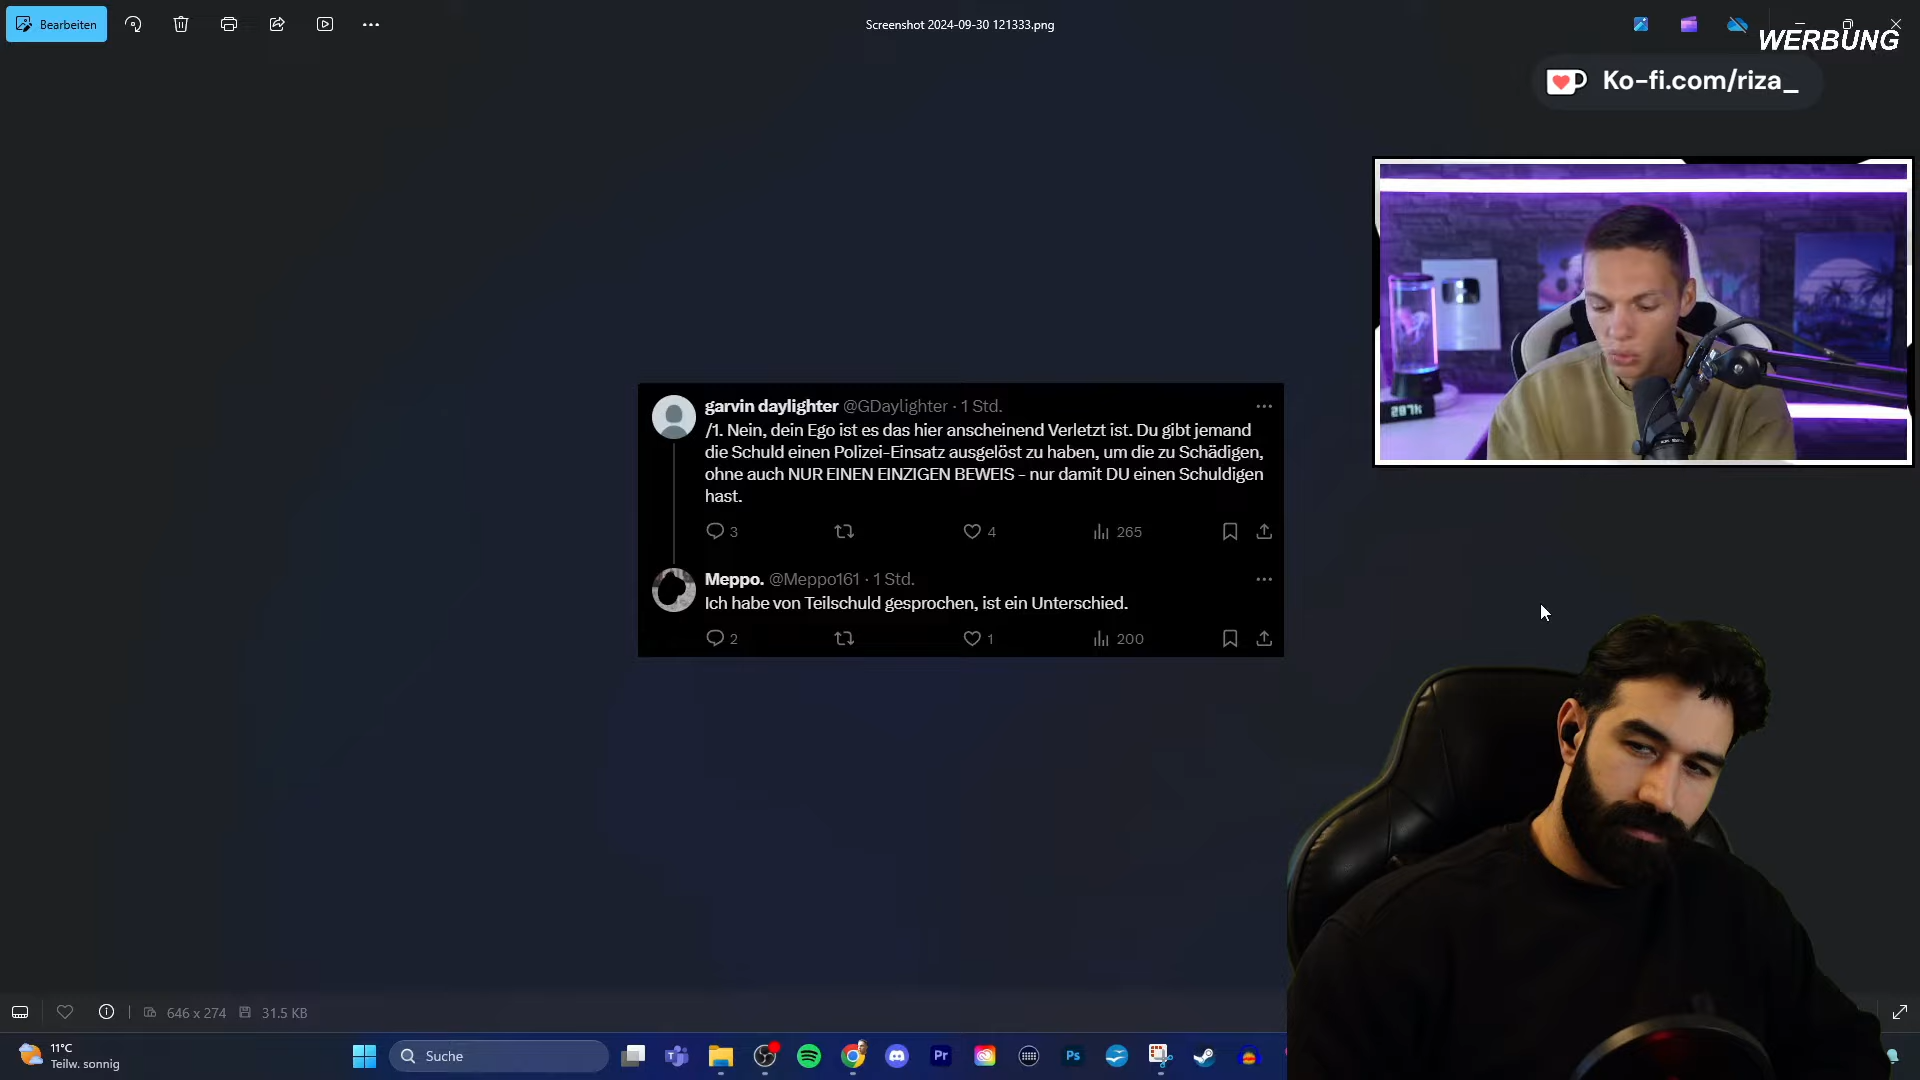 Bearbeiten
Screenshot 2024-09-30 121333.png
WERBUNG
Ko-fi.com/riza_
287k
garvin daylighter @GDaylighter · 1 Std.
/1. Nein, dein Ego ist es das hier anscheinend Verletzt ist. Du gibt jemand
die Schuld einen Polizei-Einsatz ausgelöst zu haben, um die zu Schädigen,
ohne auch NUR EINEN EINZIGEN BEWEIS - nur damit DU einen Schuldigen
hast.
3 4 265
Meppo. @Meppo161 · 1 Std.
Ich habe von Teilschuld gesprochen, ist ein Unterschied.
2 1 200
646 x 274 31.5 KB
11°C
Teilw. sonnig
Suche
Pr
Ps